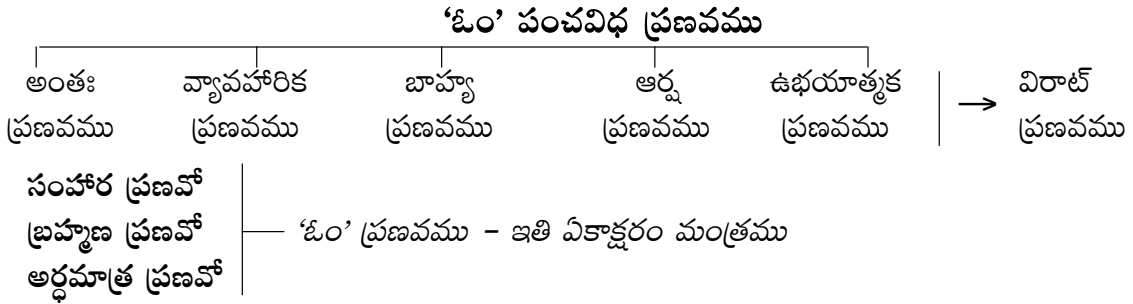 ‘ఓం’ పంచవిధ ప్రణవము
అంతః వ్యావహారిక బాహ్య ఆర్ష ఉభయాత్మక → విరాట్
ప్రణవము ప్రణవము ప్రణవము ప్రణవము ప్రణవము ప్రణవము
సంహార ప్రణవో
బ్రహ్మణ ప్రణవో
‘ఓం’ ప్రణవము – ఇతి ఏకాక్షరం మంత్రము
అర్ధమాత్ర ప్రణవో